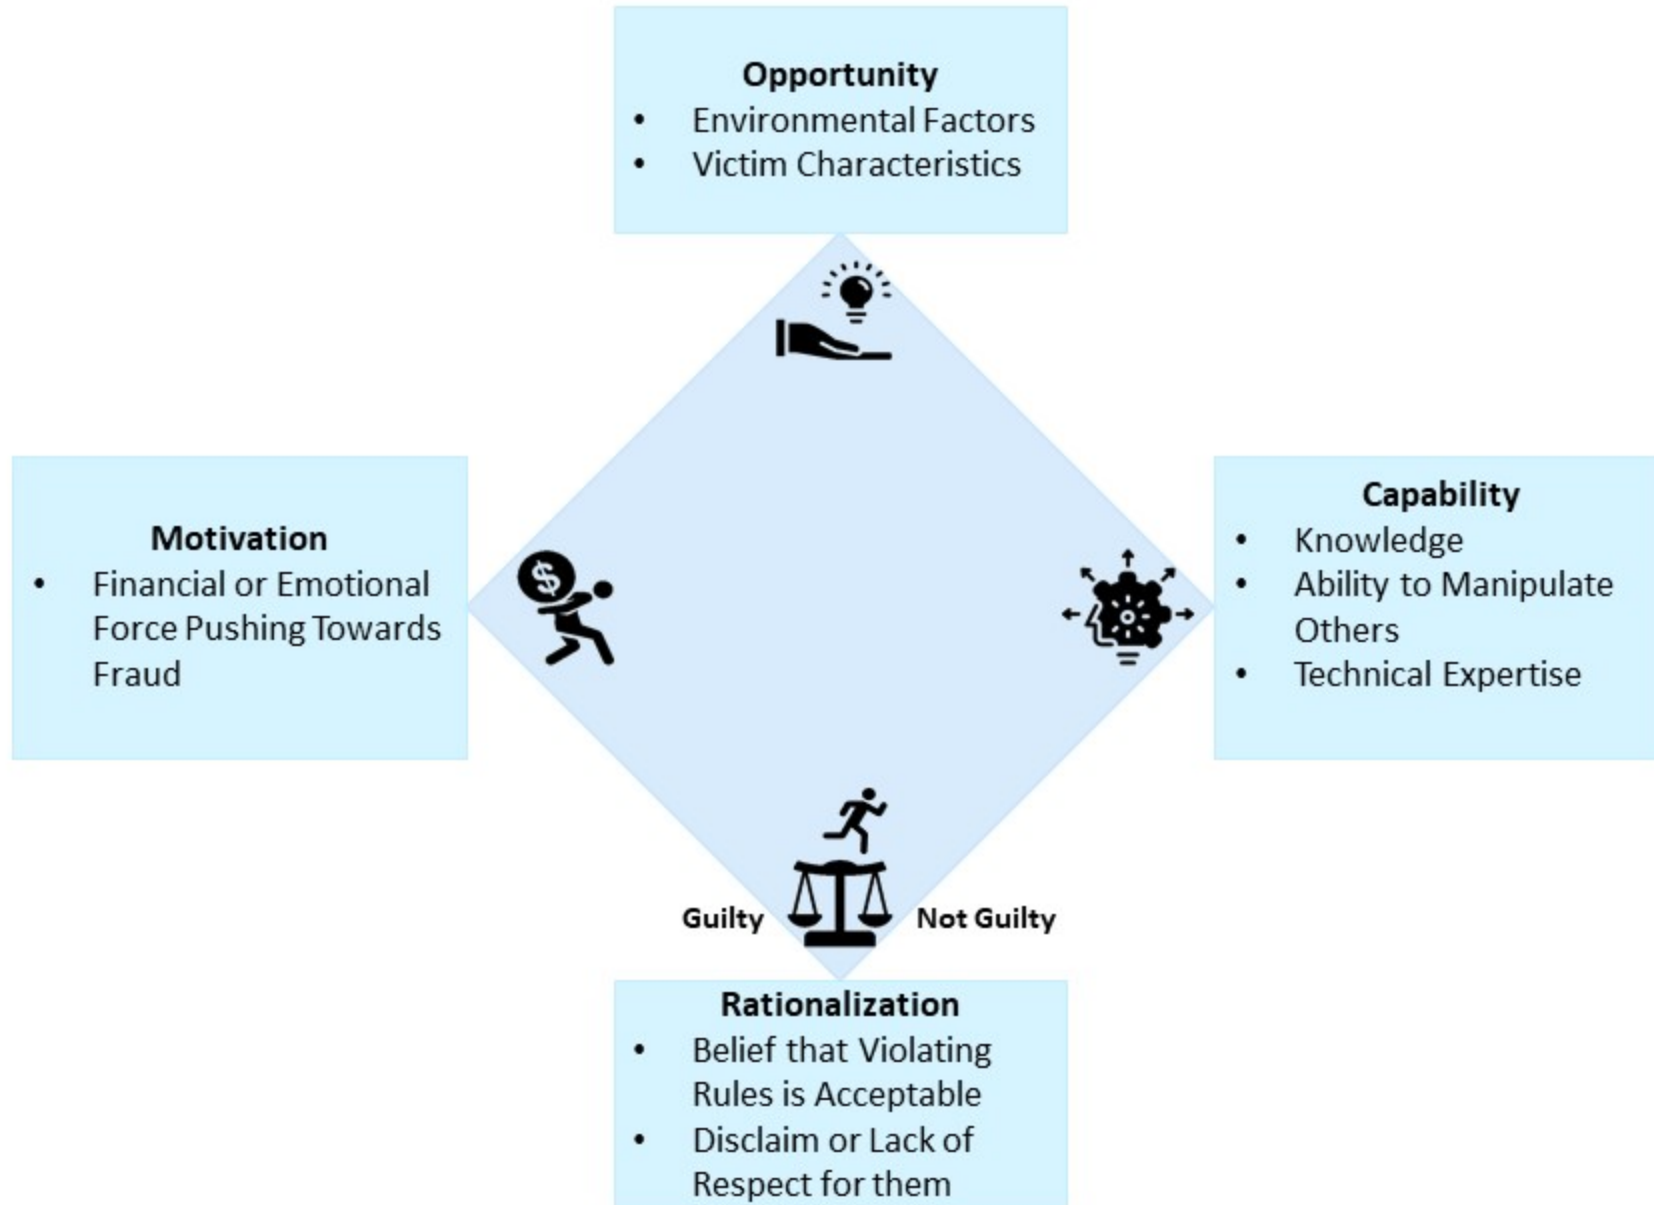 Opportunity
• Environmental Factors
• Victim Characteristics
Motivation
• Financial or Emotional
Force Pushing Towards
Fraud
$
Capability
• Knowledge
• Ability to Manipulate
Others
• Technical Expertise
Guilty
Not Guilty
Rationalization
• Belief that Violating
Rules is Acceptable
• Disclaim or Lack of
Respect for them